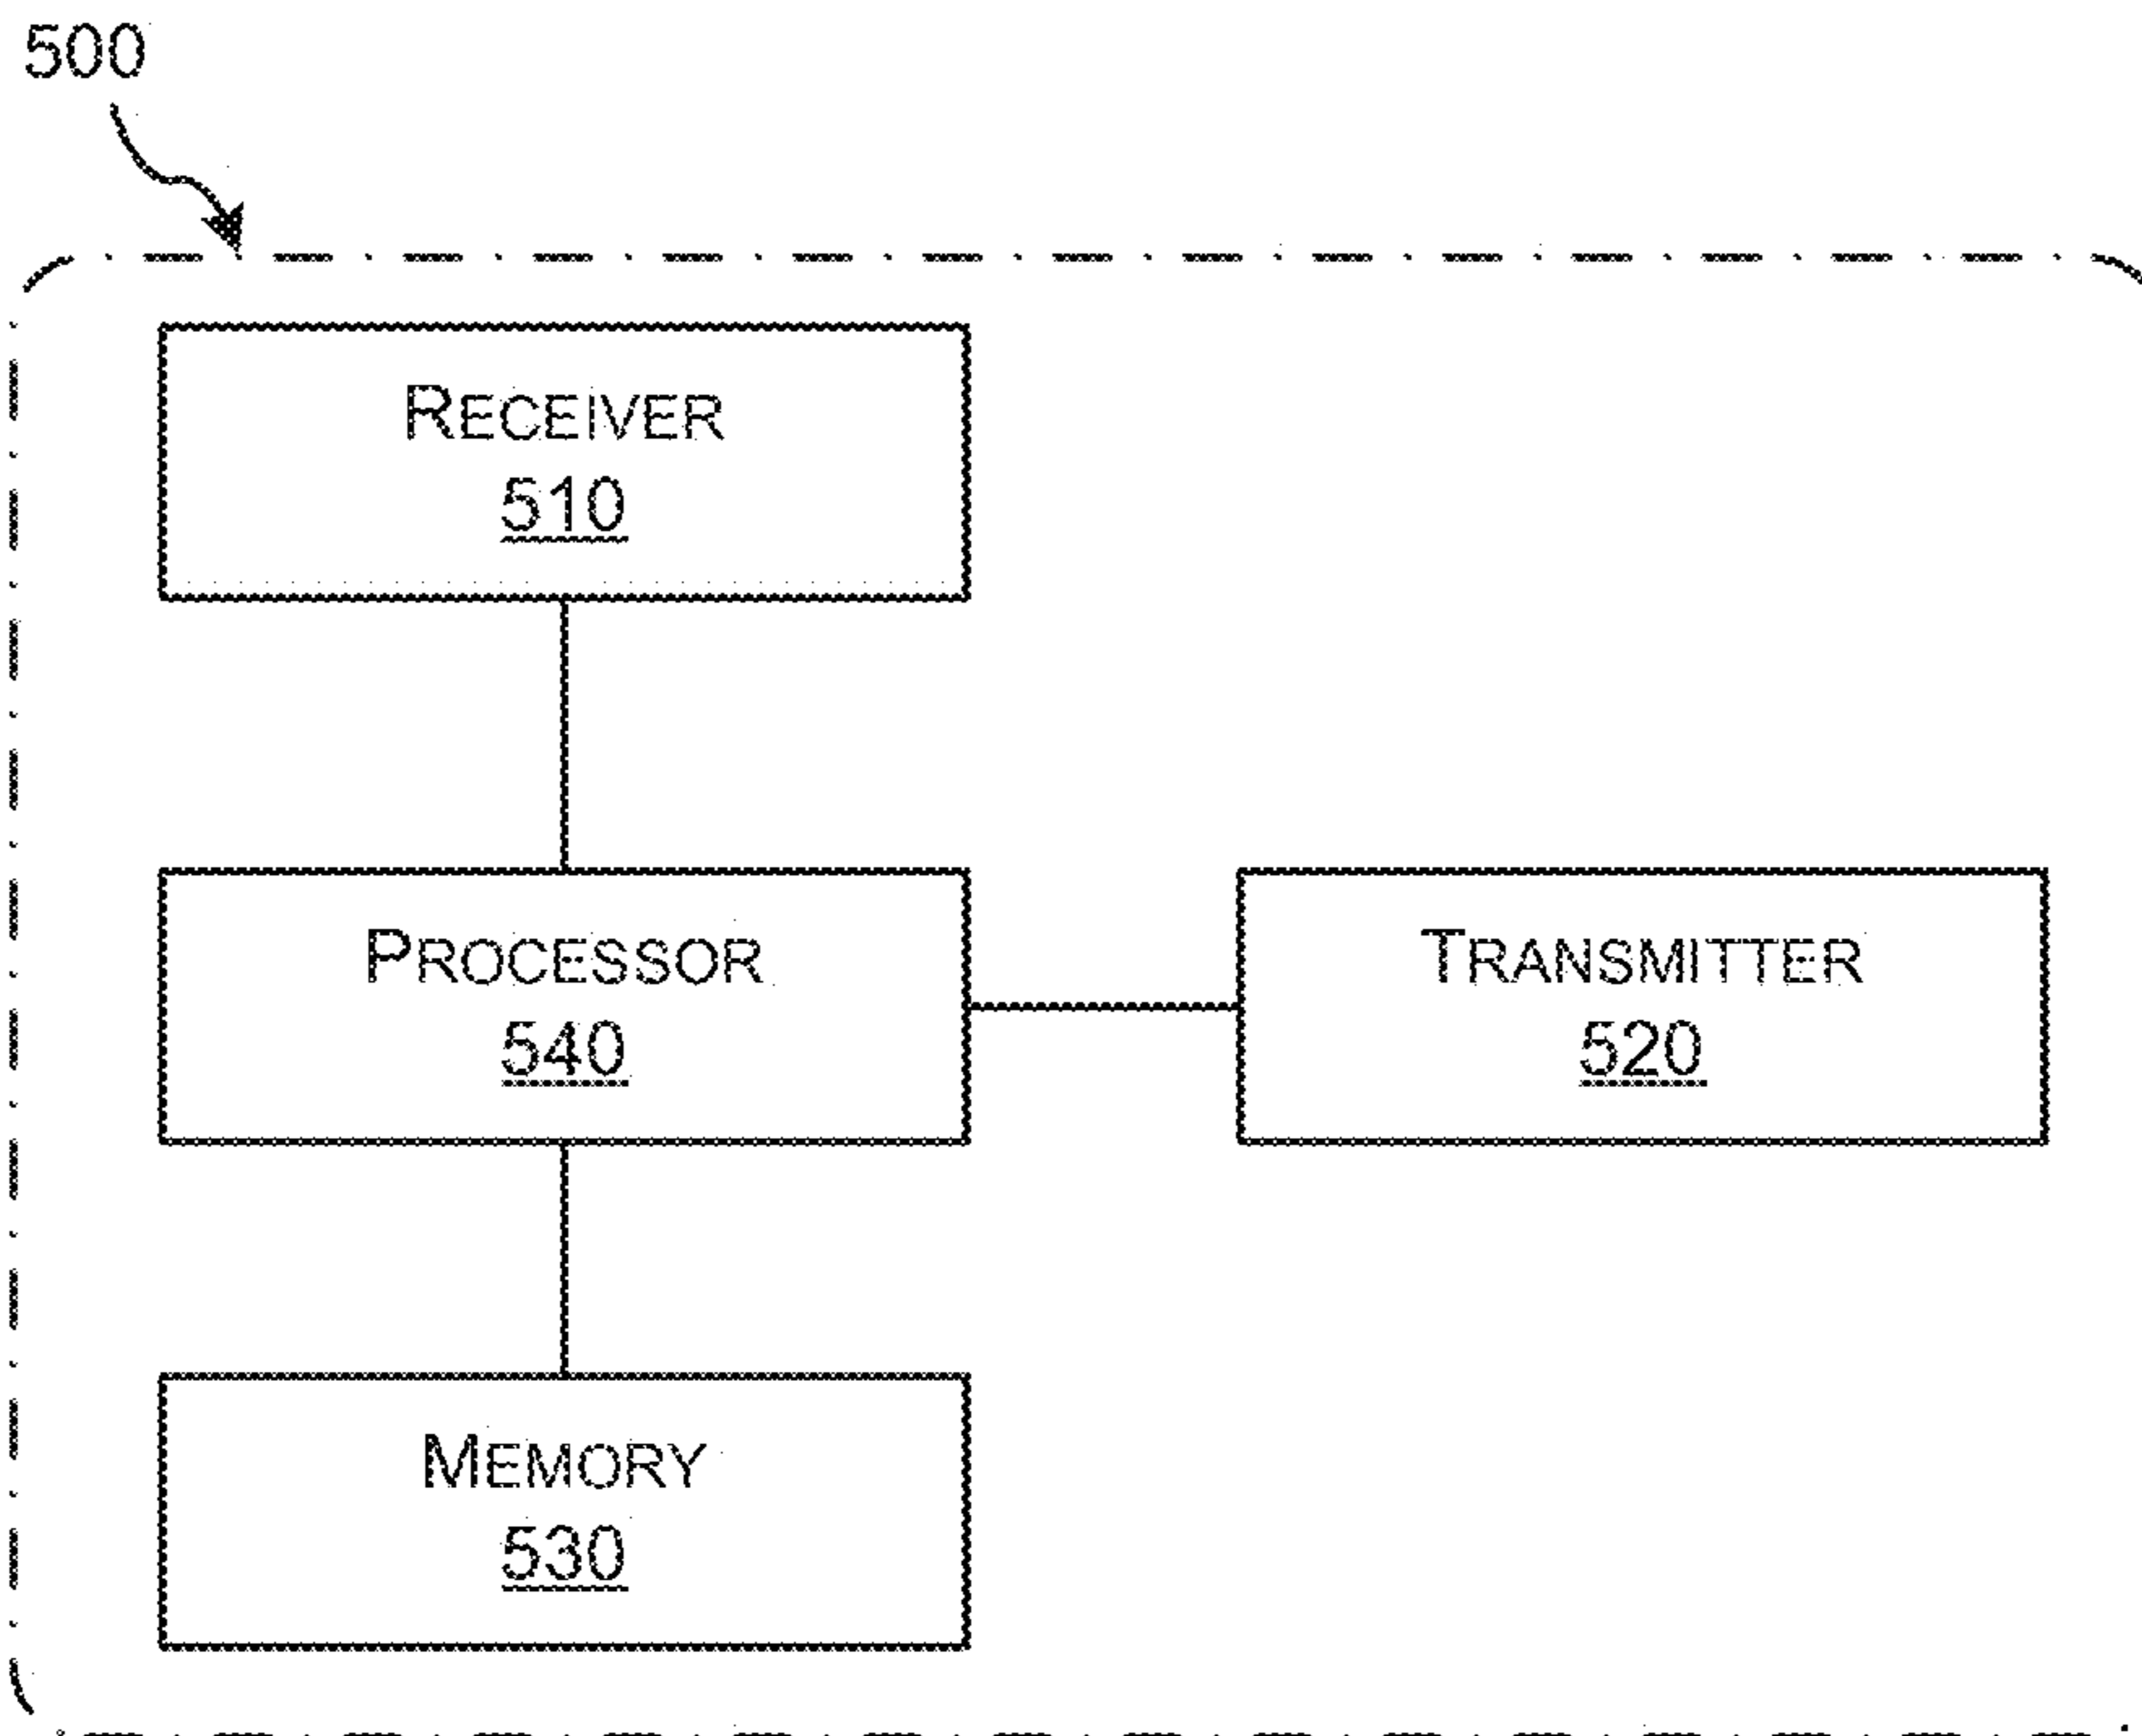 500
RECEIVER
510
PROCESSOR
540
TRANSMITTER
520
MEMORY
530